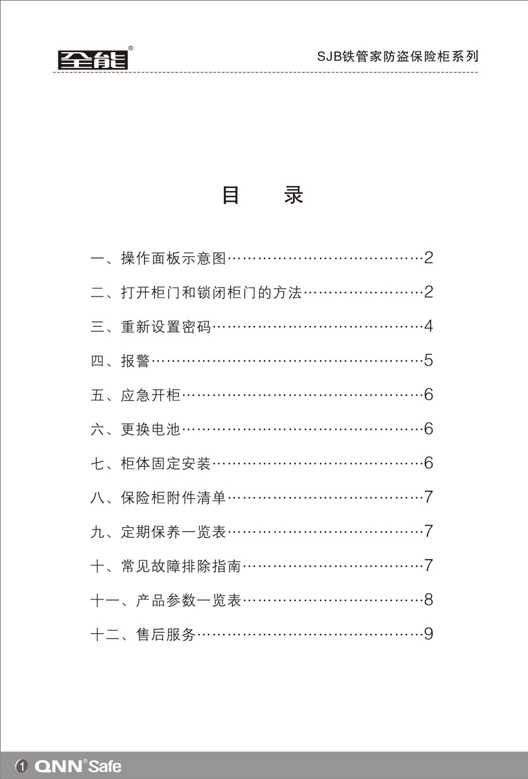 全能®
SJB铁管家防盗保险柜系列
目 录
一、操作面板示意图…………………………………2
二、打开柜门和锁闭柜门的方法……………………2
三、重新设置密码……………………………………4
四、报警………………………………………………5
五、应急开柜…………………………………………6
六、更换电池…………………………………………6
七、柜体固定安装……………………………………6
八、保险柜附件清单…………………………………7
九、定期保养一览表…………………………………7
十、常见故障排除指南………………………………7
十一、产品参数一览表………………………………8
十二、售后服务………………………………………9
1 QNN®Safe